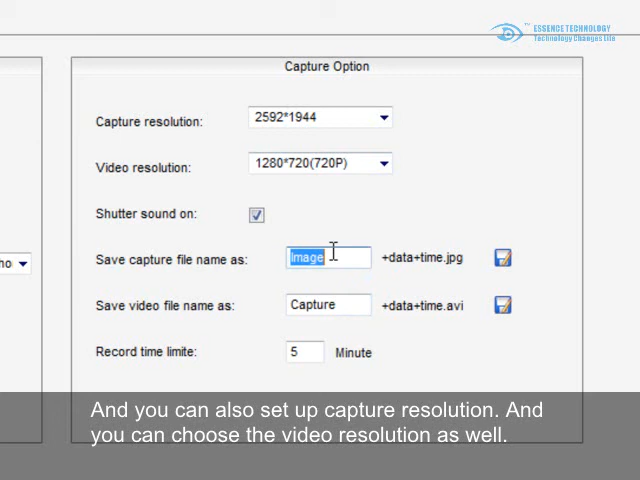 ESSENCE TECHNOLOGY
Technology Changes life
Capture Option
Capture resolution: 2592*1944
Video resolution: 1280*720(720P)
Shutter sound on:
ho
Save capture file name as: Image +data+time.jpg
Save video file name as: Capture +data+time.avi
Record time limite: 5 Minute
And you can also set up capture resolution. And
you can choose the video resolution as well.